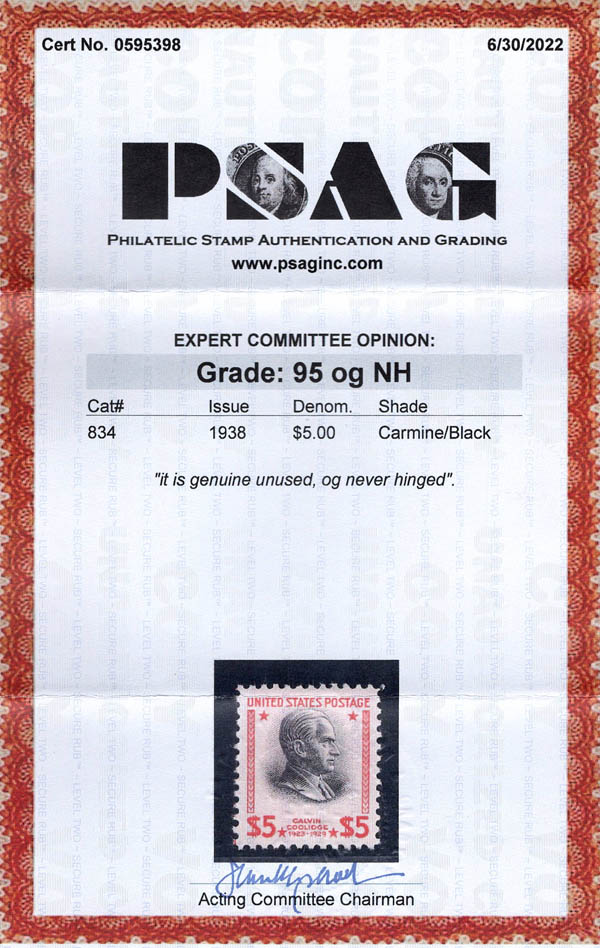 Cert No. 0595398 6/30/2022
PSAG
PHILATELIC STAMP AUTHENTICATION AND GRADING
www.psaginc.com
EXPERT COMMITTEE OPINION:
Grade: 95 og NH
Cat# Issue Denom. Shade
834 1938 $5.00 Carmine/Black
"it is genuine unused, og never hinged".
UNITED STATES POSTAGE
CALVIN
COOLIDGE
$5 1923-1929 $5
Acting Committee Chairman